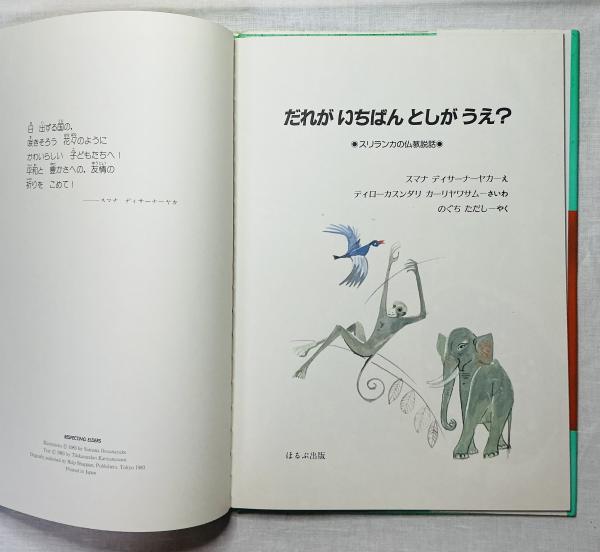 日 出ずる国の、
咲きそろう 花々のように
かわいらしい 子どもたちへ！
平和と 豊かさへの、友情の
祈りを こめて！
――スマナ ディサーナーヤカ
RESPECTING ELDERS
Illustrations © 1983 by Sumana Dissanayake
Text © 1983 by
Originally published by Holp Shuppan, Publishers, Tokyo 1983
Printed in Japan
だれが いちばん としが うえ？
●スリランカの仏教説話●
スマナ ディサーナーヤカーえ
ティローカスンダリ カーリヤワサムーさいわ
のぐち ただしーやく
ほるぷ出版